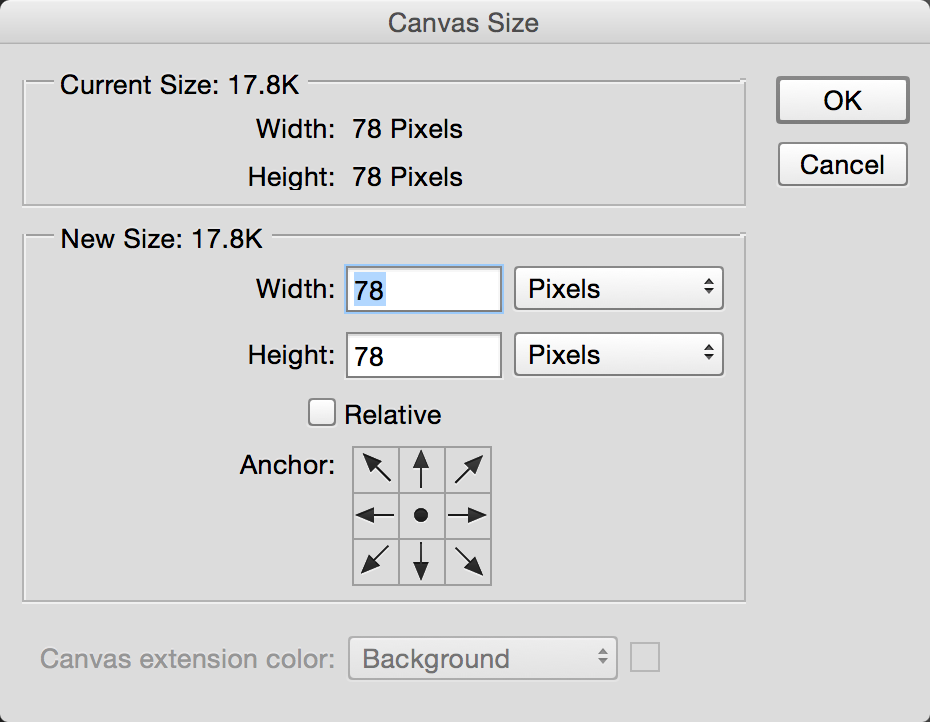 Canvas Size
Current Size: 17.8K
Width: 78 Pixels
Height: 78 Pixels
OK
Cancel
New Size: 17.8K
Width: 78 Pixels
Height: 78 Pixels
Relative
Anchor:
Canvas extension color: Background